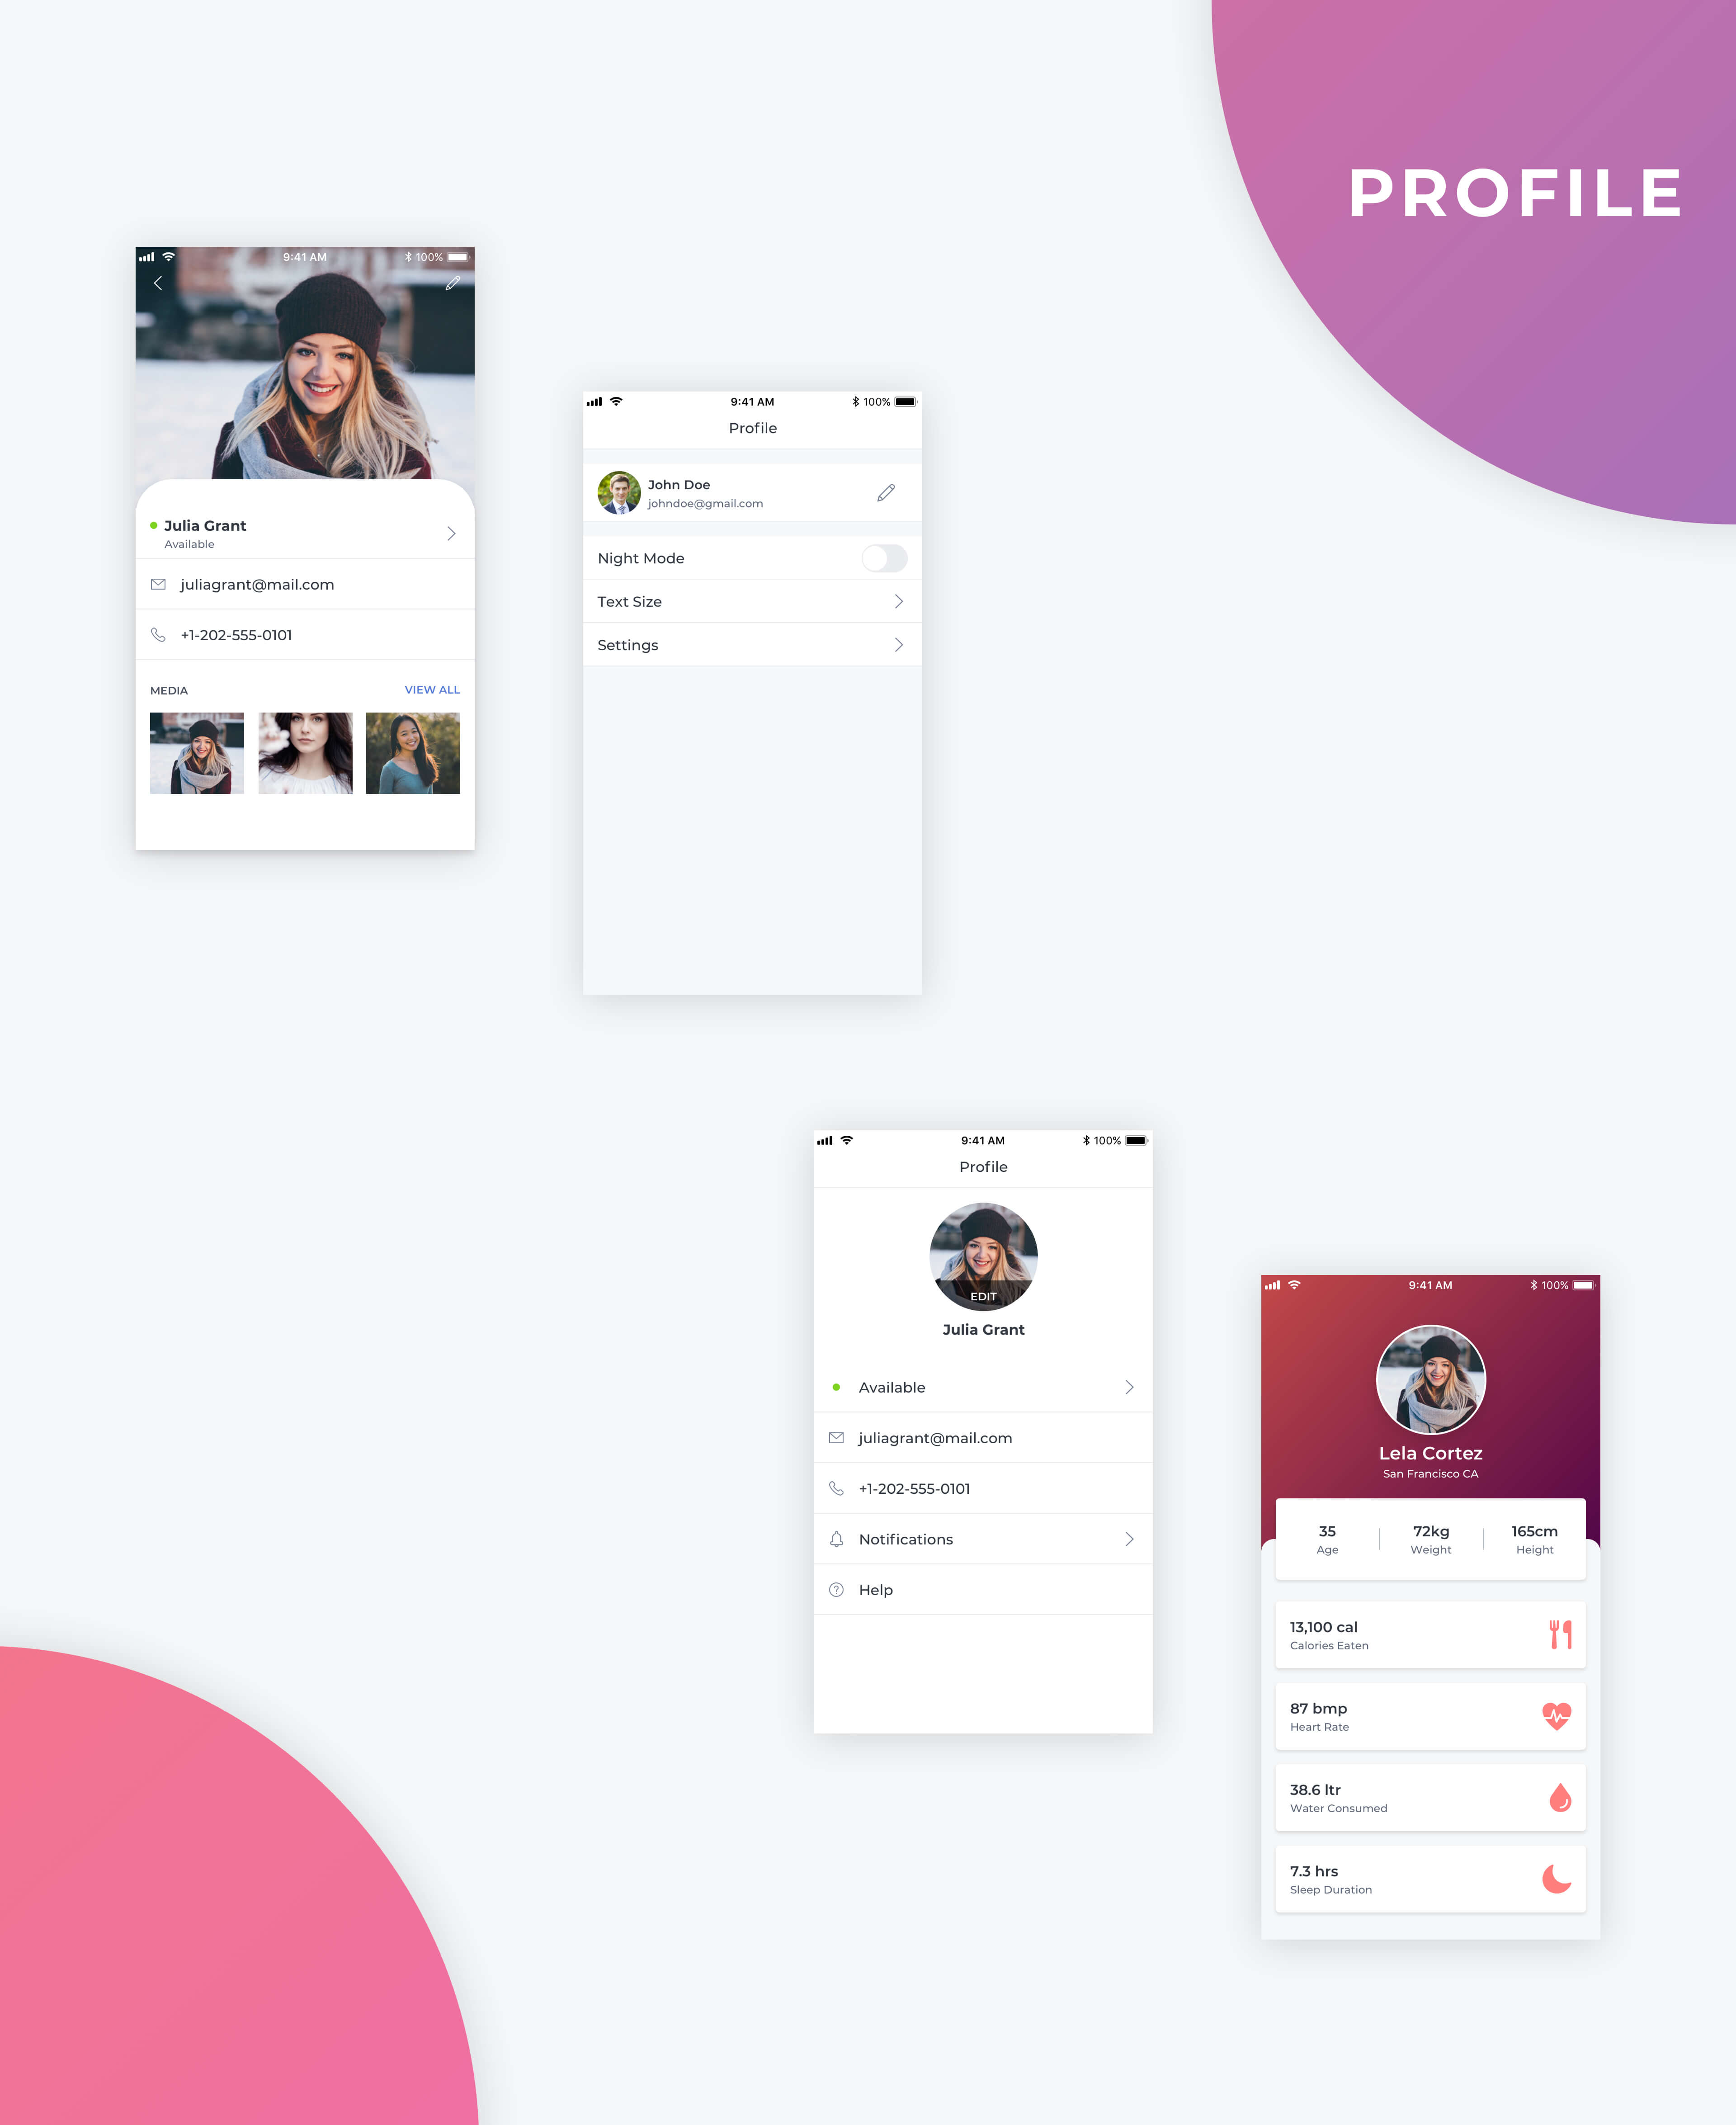 PROFILE
9:41 AM 100%
Julia Grant
Available
juliagrant@mail.com
+1-202-555-0101
MEDIA VIEW ALL
9:41 AM 100%
Profile
John Doe
johndoe@gmail.com
Night Mode
Text Size
Settings
9:41 AM 100%
Profile
EDIT
Julia Grant
Available
juliagrant@mail.com
+1-202-555-0101
Notifications
Help
9:41 AM 100%
Lela Cortez
San Francisco CA
35 72kg 165cm
Age Weight Height
13,100 cal
Calories Eaten
87 bmp
Heart Rate
38.6 ltr
Water Consumed
7.3 hrs
Sleep Duration